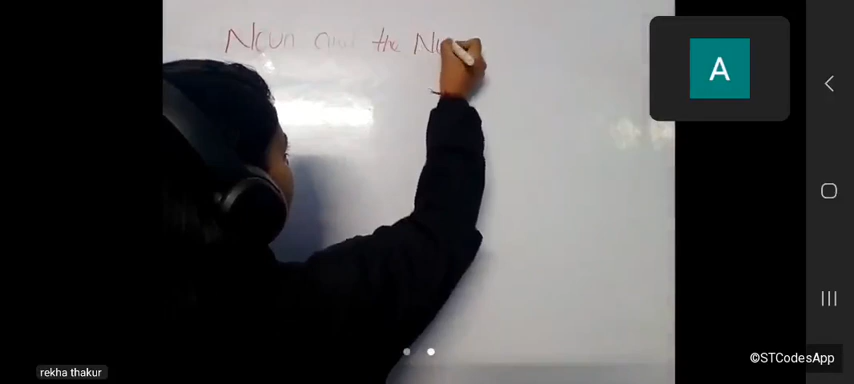 Noun and the
A
rekha thakur
©STCodesApp